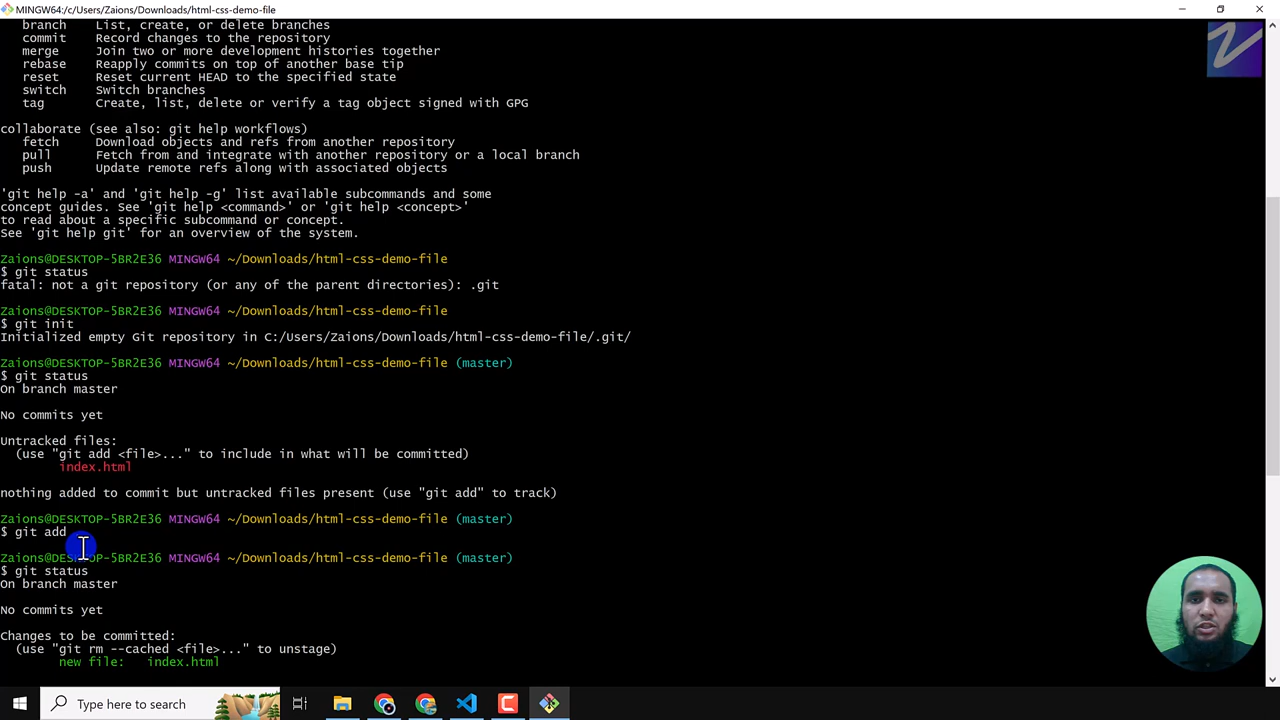 MINGW64:/c/Users/Zaions/Downloads/html-css-demo-file
branch     List, create, or delete branches
commit     Record changes to the repository
merge      Join two or more development histories together
rebase     Reapply commits on top of another base tip
reset      Reset current HEAD to the specified state
switch     Switch branches
tag        Create, list, delete or verify a tag object signed with GPG
collaborate (see also: git help workflows)
fetch      Download objects and refs from another repository
pull       Fetch from and integrate with another repository or a local branch
push       Update remote refs along with associated objects
'git help -a' and 'git help -g' list available subcommands and some
concept guides. See 'git help <command>' or 'git help <concept>'
to read about a specific subcommand or concept.
See 'git help git' for an overview of the system.
Zaions@DESKTOP-5BR2E36 MINGW64 ~/Downloads/html-css-demo-file
$ git status
fatal: not a git repository (or any of the parent directories): .git
Zaions@DESKTOP-5BR2E36 MINGW64 ~/Downloads/html-css-demo-file
$ git init
Initialized empty Git repository in C:/Users/Zaions/Downloads/html-css-demo-file/.git/
Zaions@DESKTOP-5BR2E36 MINGW64 ~/Downloads/html-css-demo-file (master)
$ git status
On branch master
No commits yet
Untracked files:
(use "git add <file>..." to include in what will be committed)
index.html
nothing added to commit but untracked files present (use "git add" to track)
Zaions@DESKTOP-5BR2E36 MINGW64 ~/Downloads/html-css-demo-file (master)
$ git add
Zaions@DESKTOP-5BR2E36 MINGW64 ~/Downloads/html-css-demo-file (master)
$ git status
On branch master
No commits yet
Changes to be committed:
(use "git rm --cached <file>..." to unstage)
new file:   index.html
Type here to search